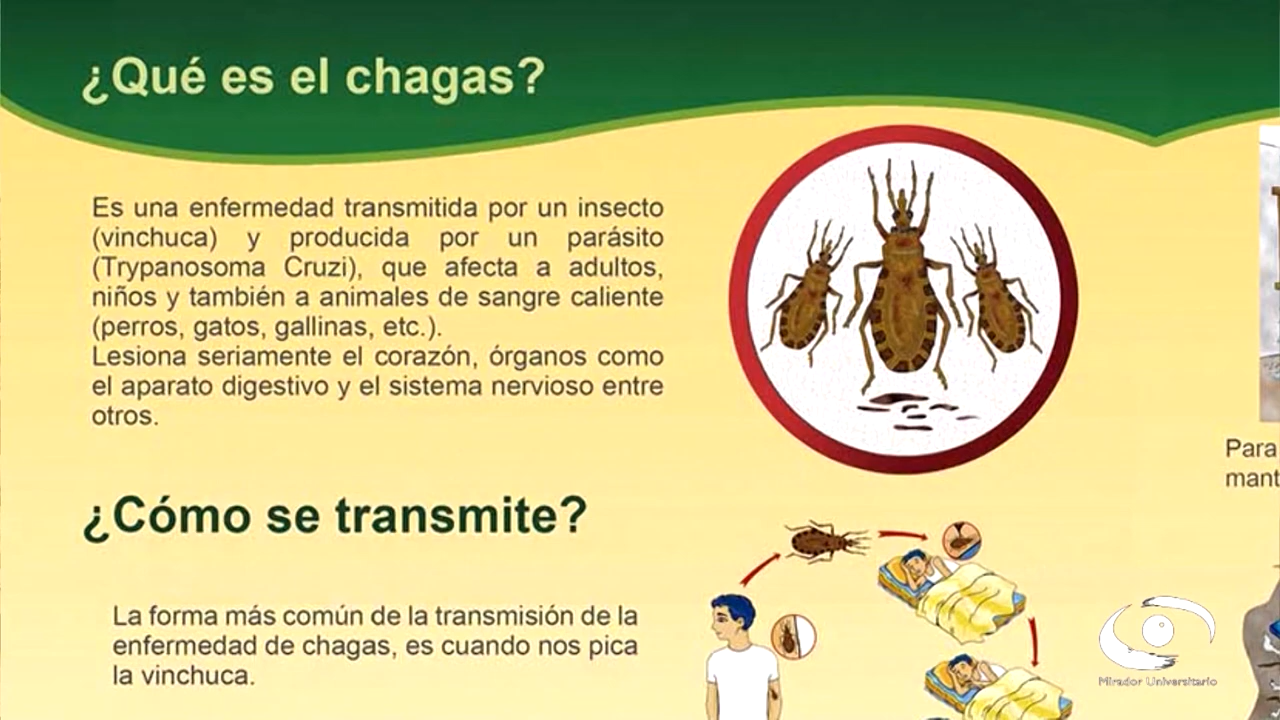 ¿Qué es el chagas?
Es una enfermedad transmitida por un insecto
(vinchuca) y producida por un parásito
(Trypanosoma Cruzi), que afecta a adultos,
niños y también a animales de sangre caliente
(perros, gatos, gallinas, etc.).
Lesiona seriamente el corazón, órganos como
el aparato digestivo y el sistema nervioso entre
otros.
¿Cómo se transmite?
La forma más común de la transmisión de la
enfermedad de chagas, es cuando nos pica
la vinchuca.
Para
mant
Mirador Universitario